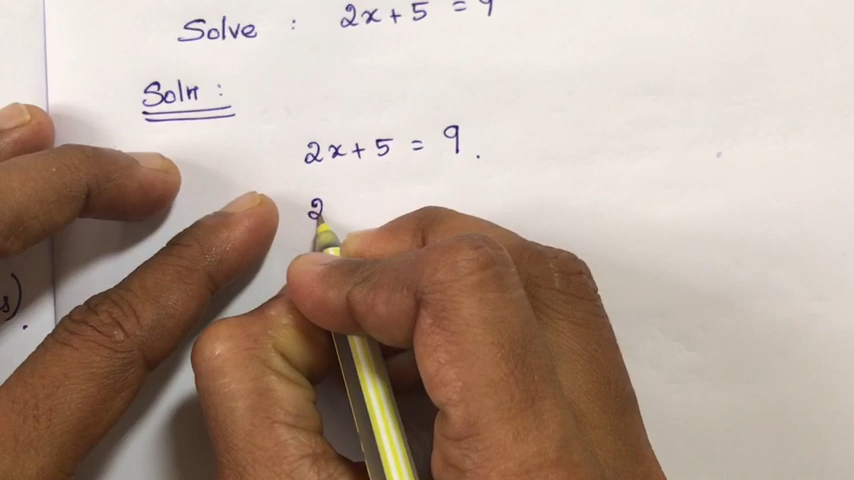 Solve : 2x+5 = 9
Soln :
2x+5 = 9.
2
s).